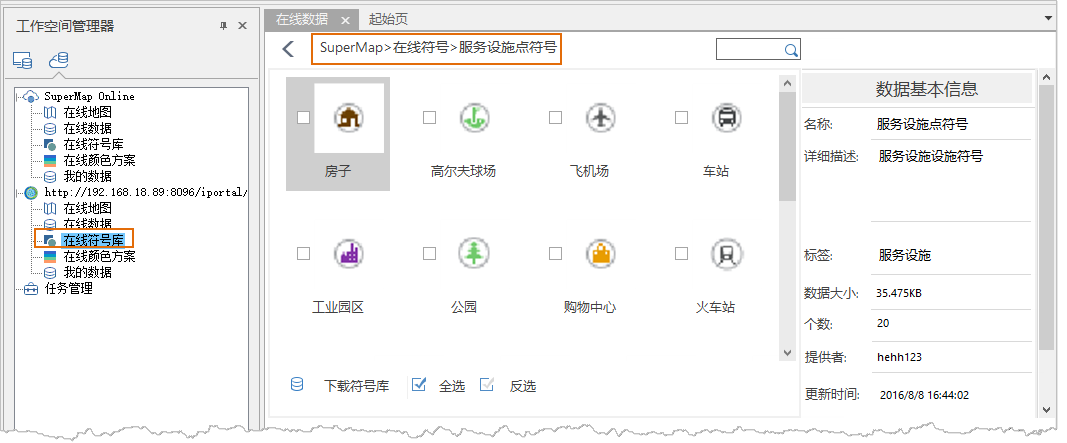 工作空间管理器
SuperMap Online
在线地图
在线数据
在线符号库
在线颜色方案
我的数据
http://192.168.18.89:8096/iportal/
在线地图
在线数据
在线符号库
在线颜色方案
我的数据
任务管理
在线数据 起始页
SuperMap>在线符号>服务设施点符号
房子 高尔夫球场 飞机场 车站
工业园区 公园 购物中心 火车站
下载符号库 全选 反选
数据基本信息
名称: 服务设施点符号
详细描述: 服务设施设施符号
标签: 服务设施
数据大小: 35.475KB
个数: 20
提供者: hehh123
更新时间: 2016/8/8 16:44:02